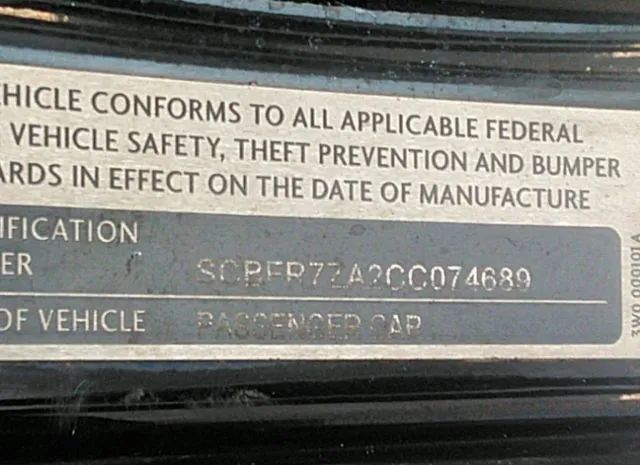 HICLE CONFORMS TO ALL APPLICABLE FEDERAL
VEHICLE SAFETY, THEFT PREVENTION AND BUMPER
ARDS IN EFFECT ON THE DATE OF MANUFACTURE
IFICATION
ER SCBFR7ZA2CC074689
OF VEHICLE PASSENGER CAR